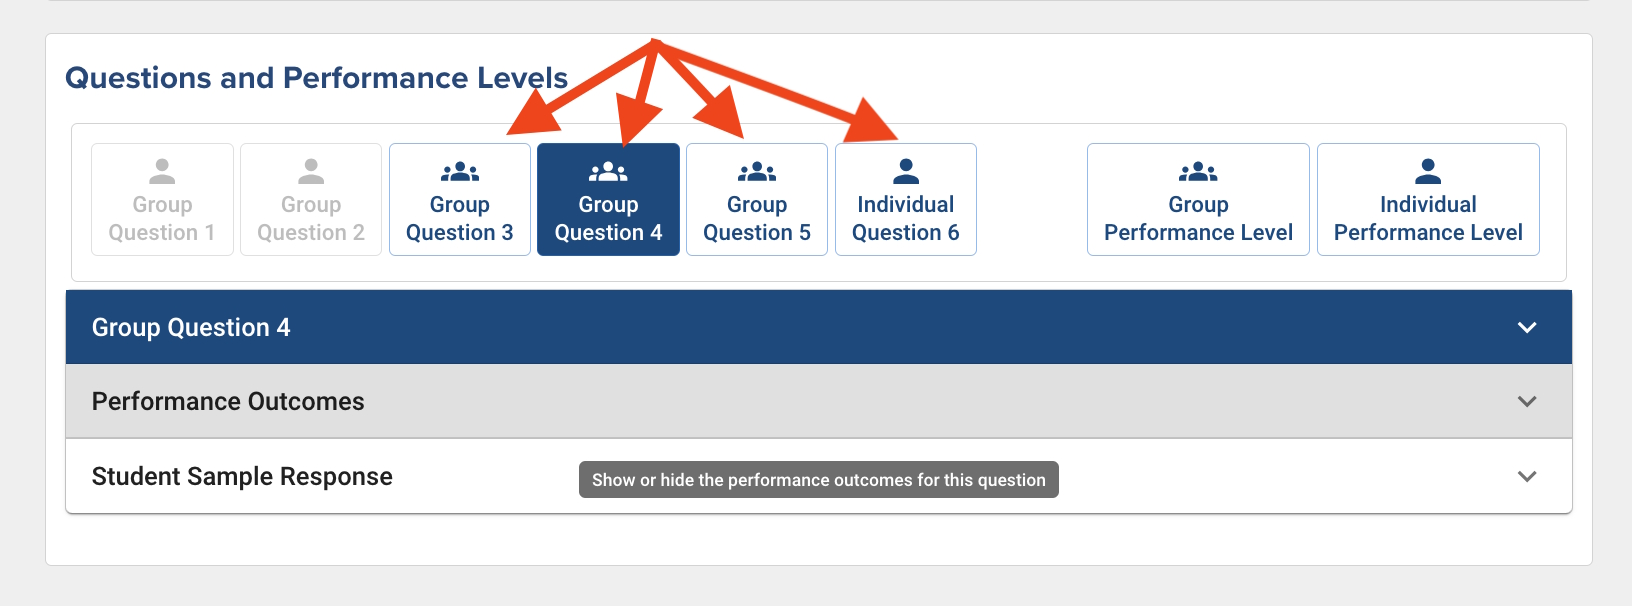 Questions and Performance Levels
Group
Question 1
Group
Question 2
Group
Question 3
Group
Question 4
Group
Question 5
Individual
Question 6
Group
Performance Level
Individual
Performance Level
Group Question 4
Performance Outcomes
Student Sample Response
Show or hide the performance outcomes for this question